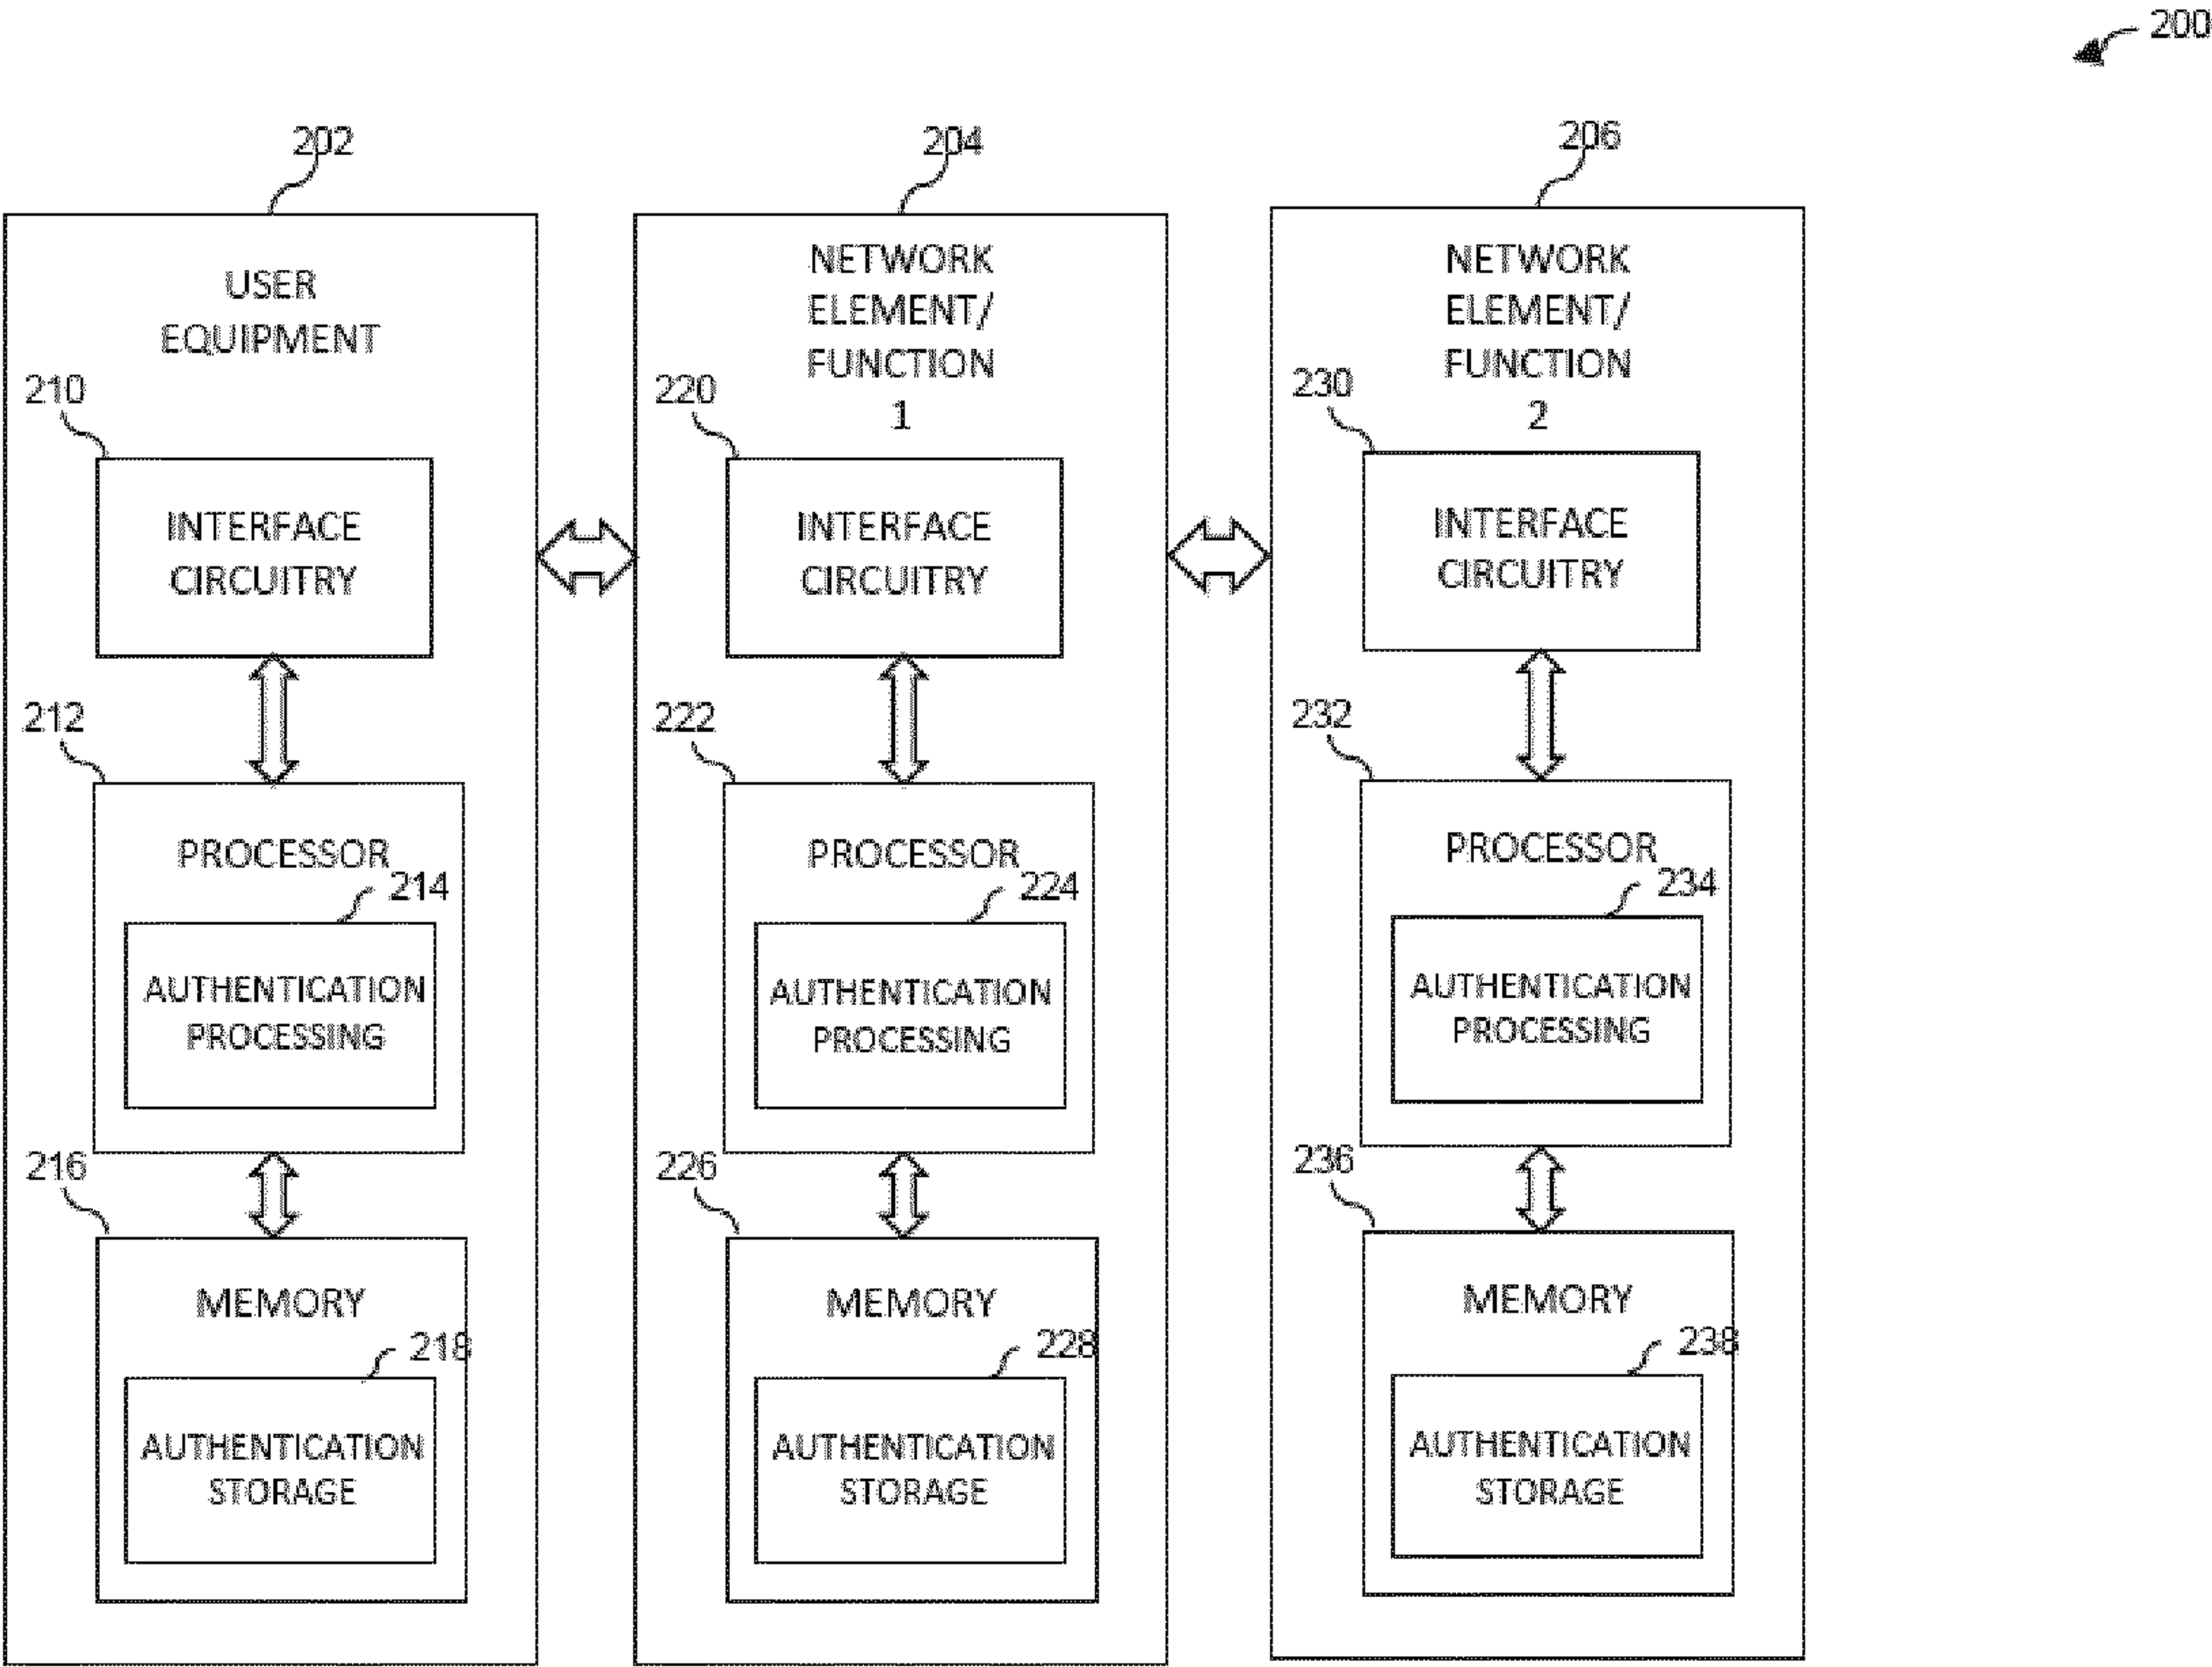 200
202
USER
EQUIPMENT
210
INTERFACE
CIRCUITRY
212
PROCESSOR
214
AUTHENTICATION
PROCESSING
216
MEMORY
218
AUTHENTICATION
STORAGE
204
NETWORK
ELEMENT/
FUNCTION
1
220
INTERFACE
CIRCUITRY
222
PROCESSOR
224
AUTHENTICATION
PROCESSING
226
MEMORY
228
AUTHENTICATION
STORAGE
206
NETWORK
ELEMENT/
FUNCTION
2
230
INTERFACE
CIRCUITRY
232
PROCESSOR
234
AUTHENTICATION
PROCESSING
236
MEMORY
238
AUTHENTICATION
STORAGE